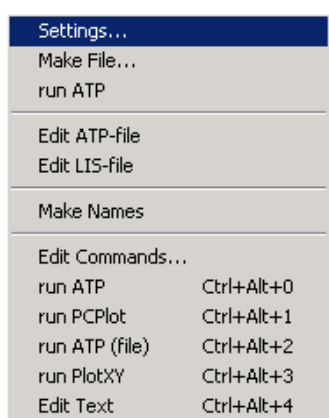 Settings...
Make File...
run ATP
Edit ATP-file
Edit LIS-file
Make Names
Edit Commands...
run ATP Ctrl+Alt+0
run PCPlot Ctrl+Alt+1
run ATP (file) Ctrl+Alt+2
run PlotXY Ctrl+Alt+3
Edit Text Ctrl+Alt+4